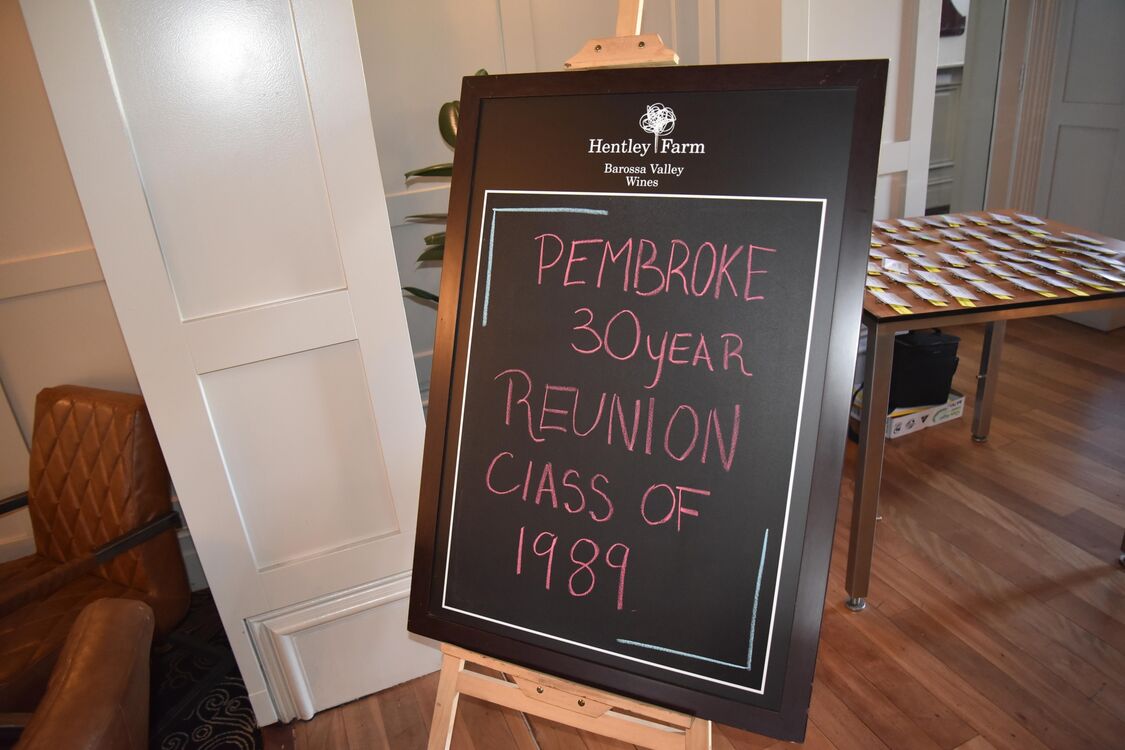 Hentley Farm
Barossa Valley
Wines
PEMBROKE
30 YEAR
REUNION
CLASS OF
1989